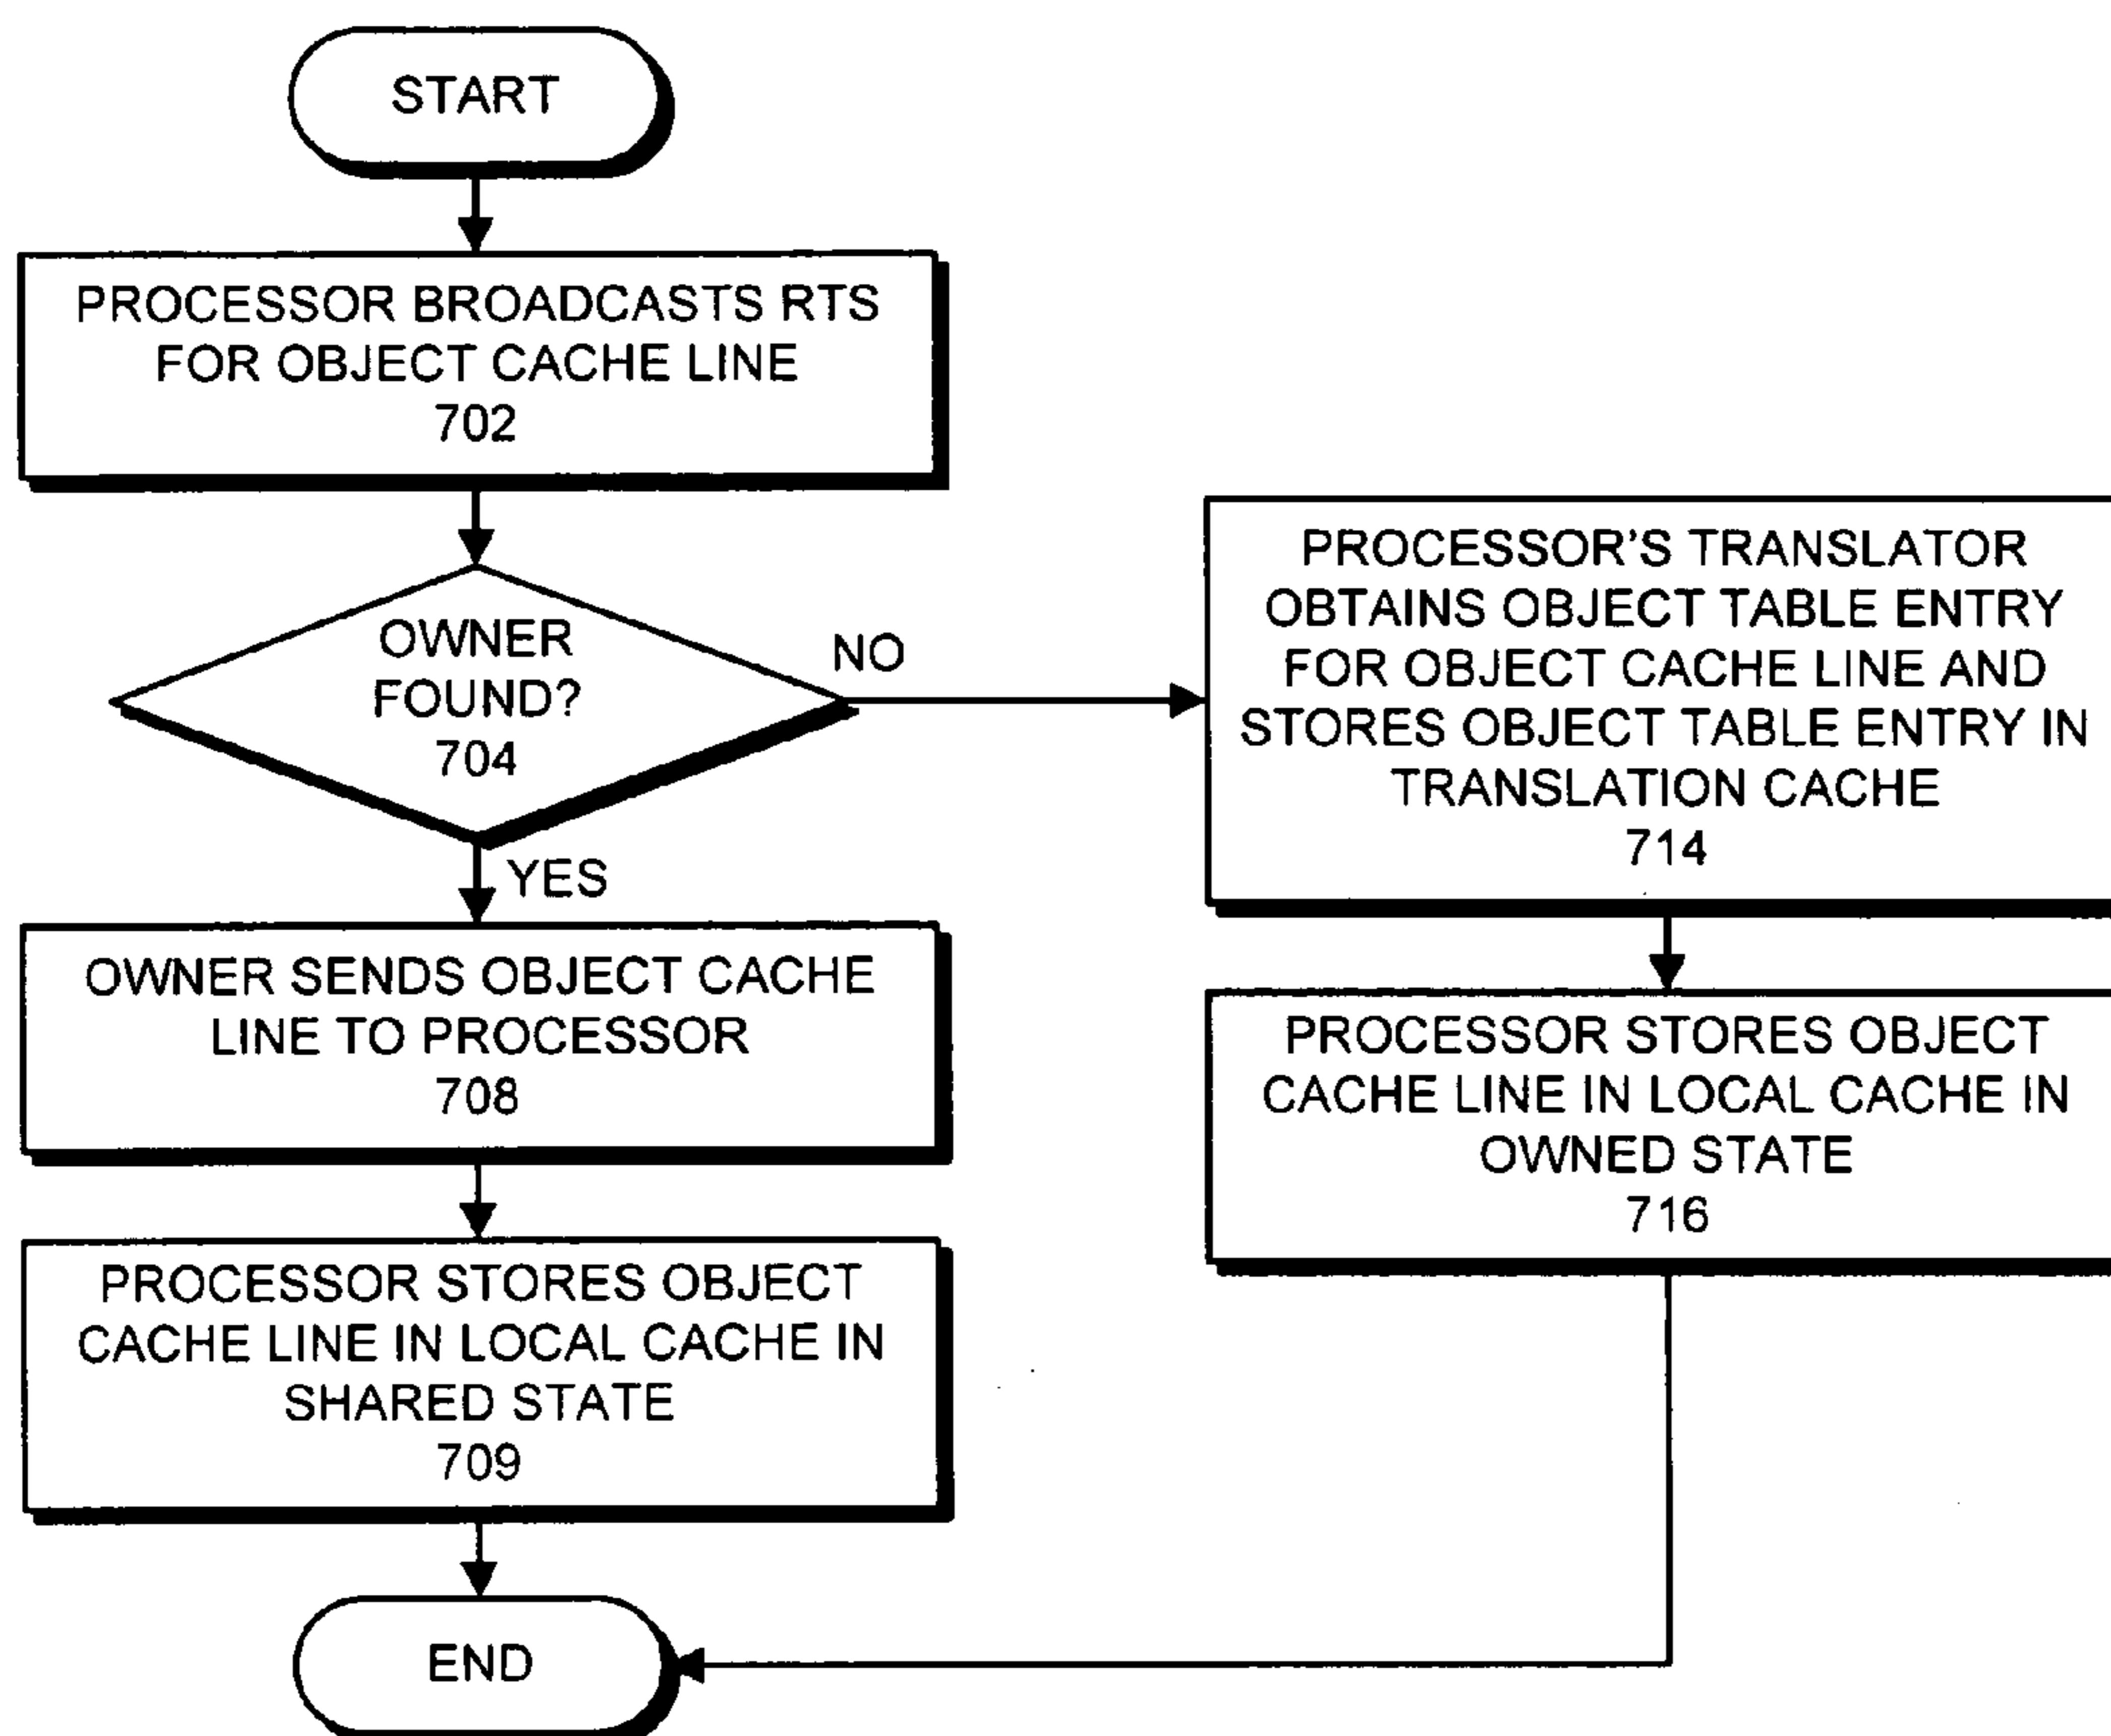 START
PROCESSOR BROADCASTS RTS
FOR OBJECT CACHE LINE
702
OWNER
FOUND?
704
NO
YES
OWNER SENDS OBJECT CACHE
LINE TO PROCESSOR
708
PROCESSOR STORES OBJECT
CACHE LINE IN LOCAL CACHE IN
SHARED STATE
709
PROCESSOR'S TRANSLATOR
OBTAINS OBJECT TABLE ENTRY
FOR OBJECT CACHE LINE AND
STORES OBJECT TABLE ENTRY IN
TRANSLATION CACHE
714
PROCESSOR STORES OBJECT
CACHE LINE IN LOCAL CACHE IN
OWNED STATE
716
END